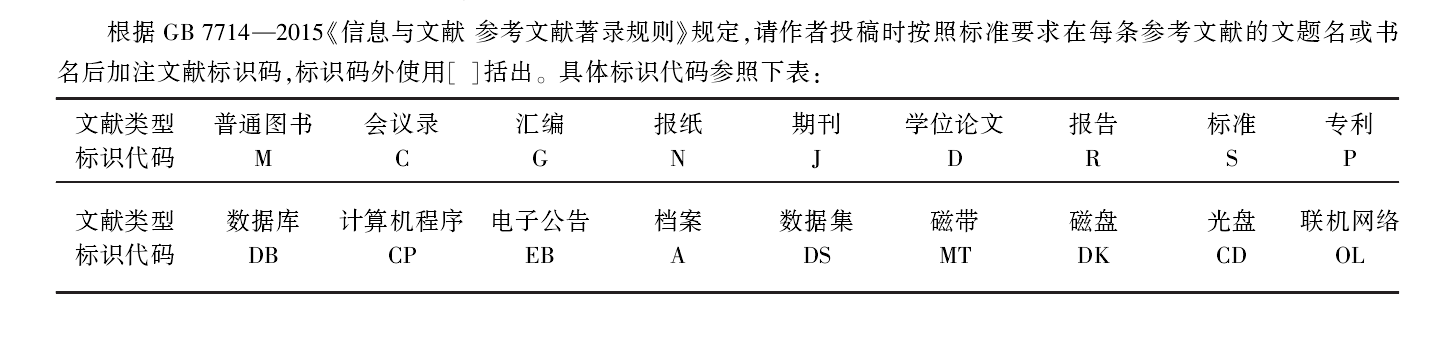 根据 GB 7714—2015《信息与文献 参考文献著录规则》规定,请作者投稿时按照标准要求在每条参考文献的文题名或书
名后加注文献标识码,标识码外使用[ ]括出。具体标识代码参照下表:
文献类型 普通图书 会议录 汇编 报纸 期刊 学位论文 报告 标准 专利
标识代码 M C G N J D R S P
文献类型 数据库 计算机程序 电子公告 档案 数据集 磁带 磁盘 光盘 联机网络
标识代码 DB CP EB A DS MT DK CD OL